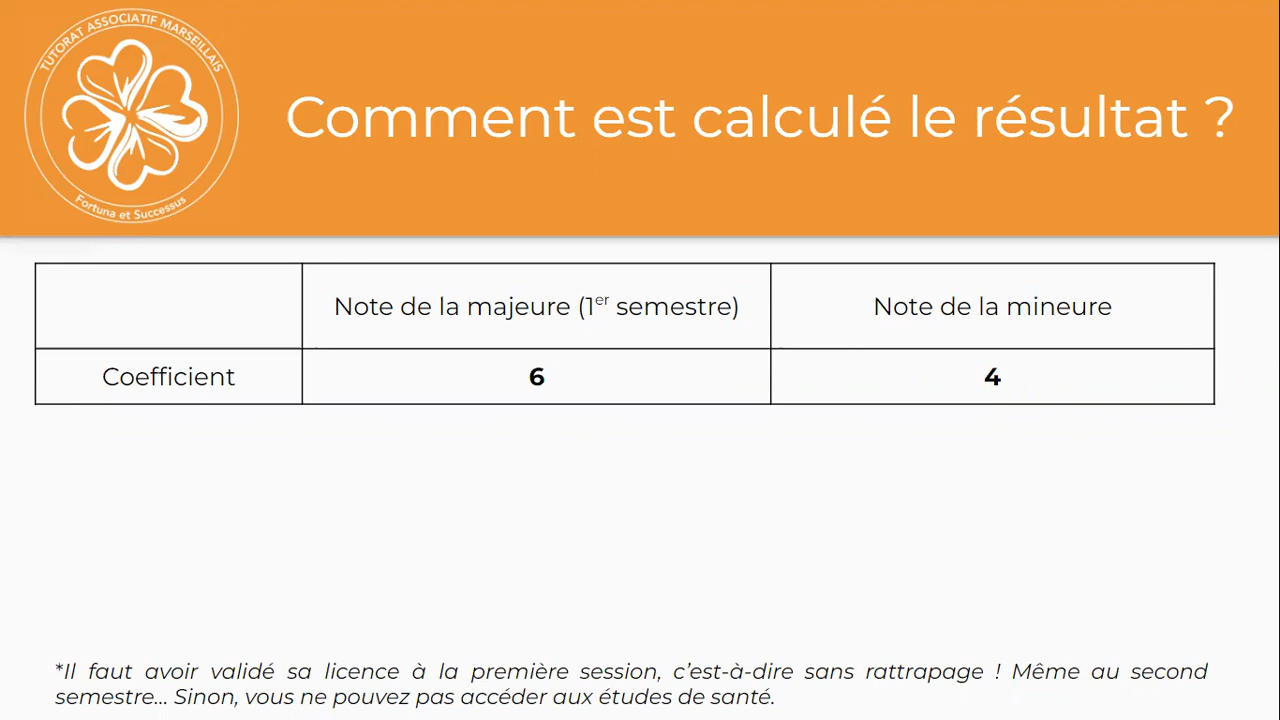 TUTORAT ASSOCIATIF MARSEILLAIS
Fortuna et Successus
Comment est calculé le résultat ?
Note de la majeure (1er semestre)
Note de la mineure
Coefficient
6
4
*Il faut avoir validé sa licence à la première session, c’est-à-dire sans rattrapage ! Même au second
semestre... Sinon, vous ne pouvez pas accéder aux études de santé.